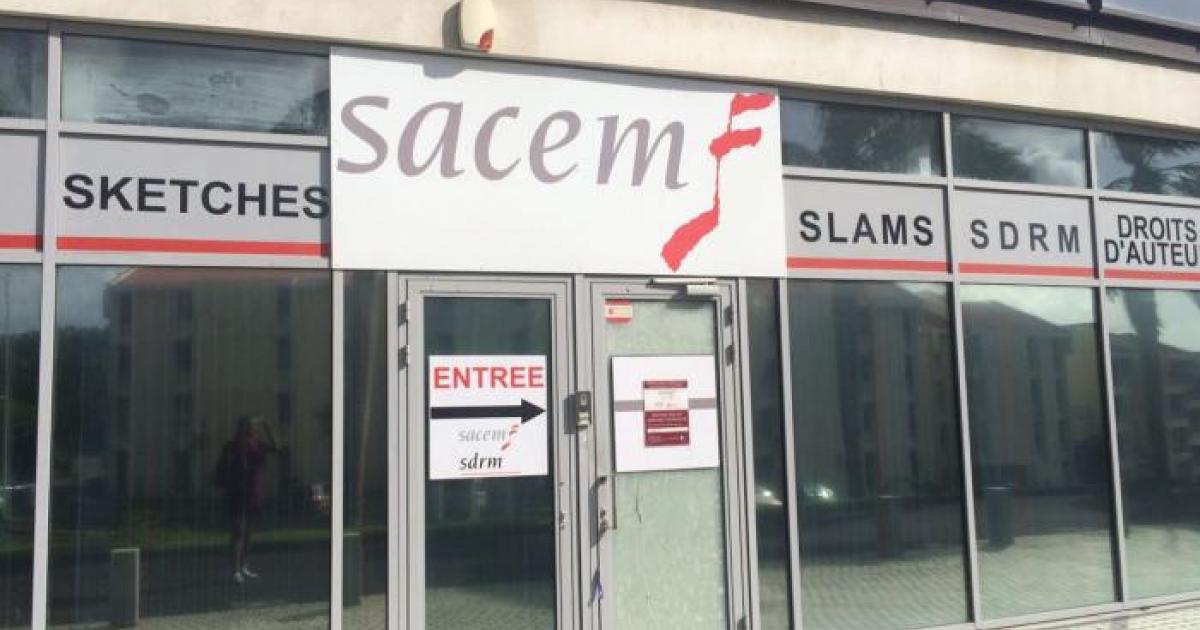 SKETCHES
sacem
SLAMS
SDRM
DROITS
D'AUTEU
ENTREE
sacem
sdrm